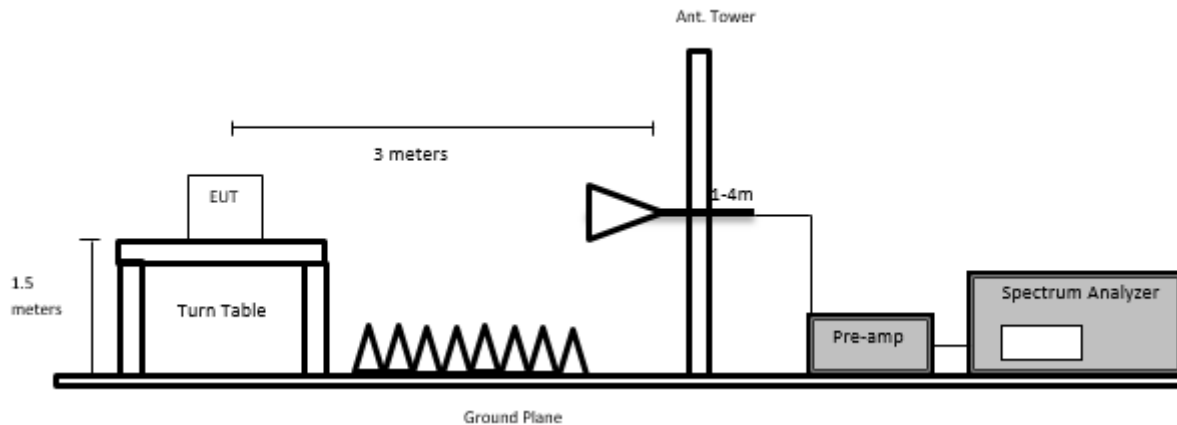 Ant. Tower
3 meters
EUT
1-4m
1.5
meters
Turn Table
Spectrum Analyzer
Pre-amp
Ground Plane